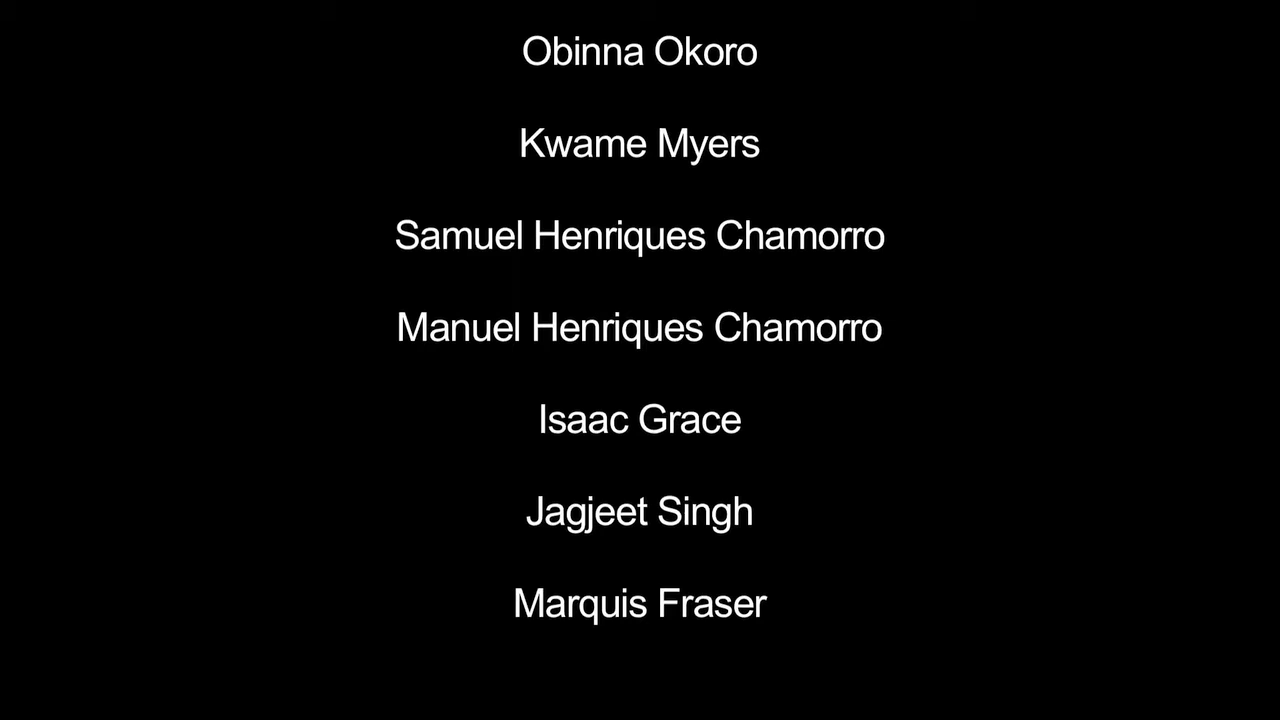 Obinna Okoro
Kwame Myers
Samuel Henriques Chamorro
Manuel Henriques Chamorro
Isaac Grace
Jagjeet Singh
Marquis Fraser